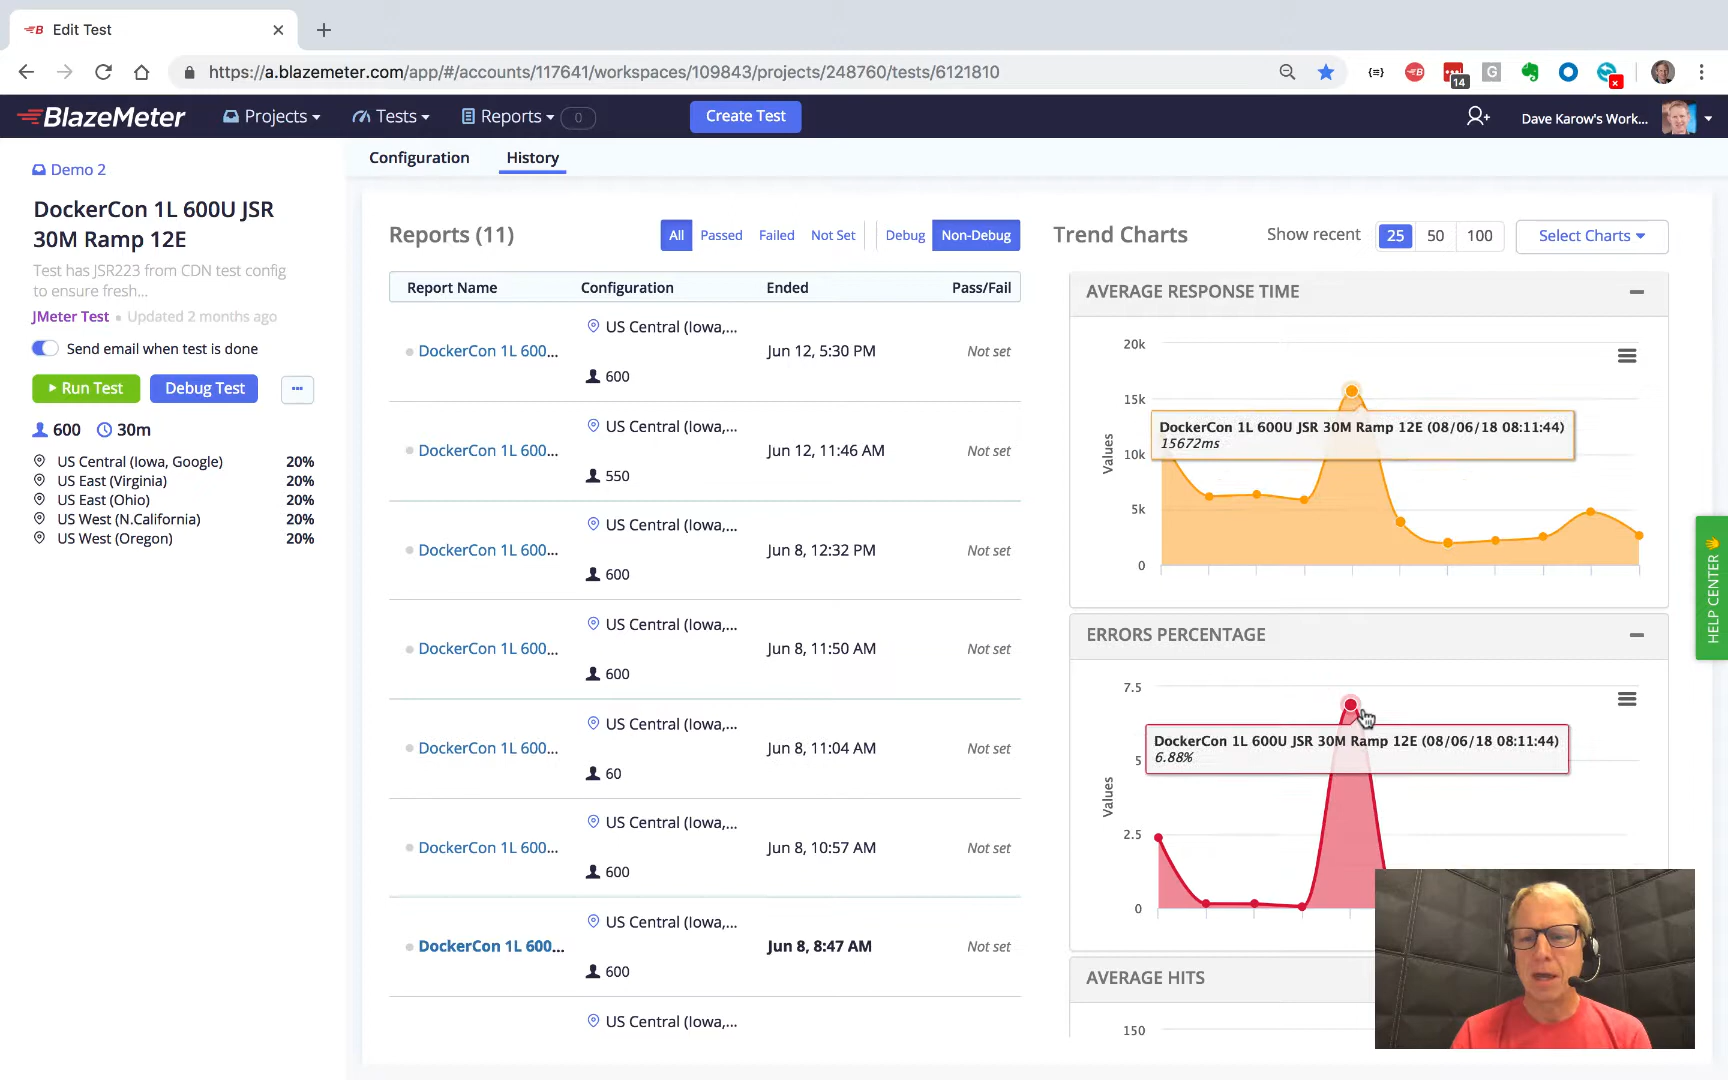 Edit Test
https://a.blazemeter.com/app/#/accounts/117641/workspaces/109843/projects/248760/tests/6121810
14
G
BlazeMeter
Projects
Tests
Reports
0
Create Test
Dave Karow's Work...
Demo 2
DockerCon 1L 600U JSR
30M Ramp 12E
Test has JSR223 from CDN test config
to ensure fresh...
JMeter Test
Updated 2 months ago
Send email when test is done
Run Test
Debug Test
...
600
30m
US Central (Iowa, Google) 20%
US East (Virginia) 20%
US East (Ohio) 20%
US West (N.California) 20%
US West (Oregon) 20%
Configuration
History
Reports (11)
All
Passed
Failed
Not Set
Debug
Non-Debug
Report Name Configuration Ended Pass/Fail
US Central (Iowa,...
DockerCon 1L 600... Jun 12, 5:30 PM Not set
600
US Central (Iowa,...
DockerCon 1L 600... Jun 12, 11:46 AM Not set
550
US Central (Iowa,...
DockerCon 1L 600... Jun 8, 12:32 PM Not set
600
US Central (Iowa,...
DockerCon 1L 600... Jun 8, 11:50 AM Not set
600
US Central (Iowa,...
DockerCon 1L 600... Jun 8, 11:04 AM Not set
60
US Central (Iowa,...
DockerCon 1L 600... Jun 8, 10:57 AM Not set
600
US Central (Iowa,...
DockerCon 1L 600... Jun 8, 8:47 AM Not set
600
US Central (Iowa,...
Trend Charts
Show recent
25
50
100
Select Charts
AVERAGE RESPONSE TIME
20k
15k
10k
5k
0
Values
DockerCon 1L 600U JSR 30M Ramp 12E (08/06/18 08:11:44)
15672ms
ERRORS PERCENTAGE
7.5
5
2.5
0
Values
DockerCon 1L 600U JSR 30M Ramp 12E (08/06/18 08:11:44)
6.88%
AVERAGE HITS
150
HELP CENTER